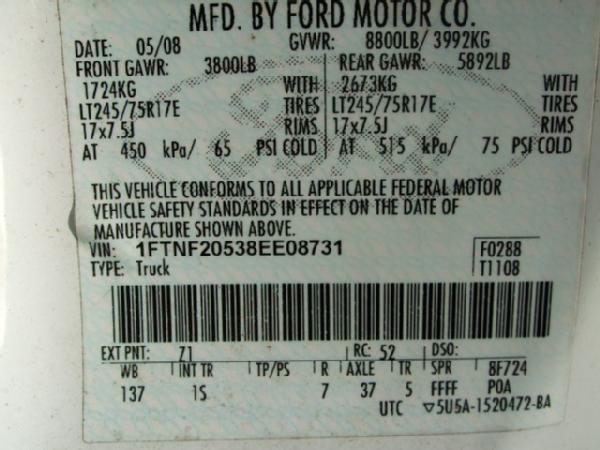 MFD. BY FORD MOTOR CO.
DATE: 05/08 GVWR: 8800LB/ 3992KG
FRONT GAWR: 3800LB REAR GAWR: 5892LB
1724KG WITH 2673KG WITH
LT245/75R17E TIRES LT245/75R17E TIRES
17x7.5J RIMS 17x7.5J RIMS
AT 450 kPa/ 65 PSI COLD AT 515 kPa/ 75 PSI COLD
THIS VEHICLE CONFORMS TO ALL APPLICABLE FEDERAL MOTOR
VEHICLE SAFETY STANDARDS IN EFFECT ON THE DATE OF
MANUFACTURE SHOWN ABOVE.
VIN: 1FTNF20538EE08731 F0288
TYPE: Truck T1108
EXT PNT: Z1 RC: 52 DSO:
WB INT TR TP/PS R AXLE TR SPR 8F724
137 1S 7 37 5 FFFF POA
UTC ▽5U5A-1520472-BA